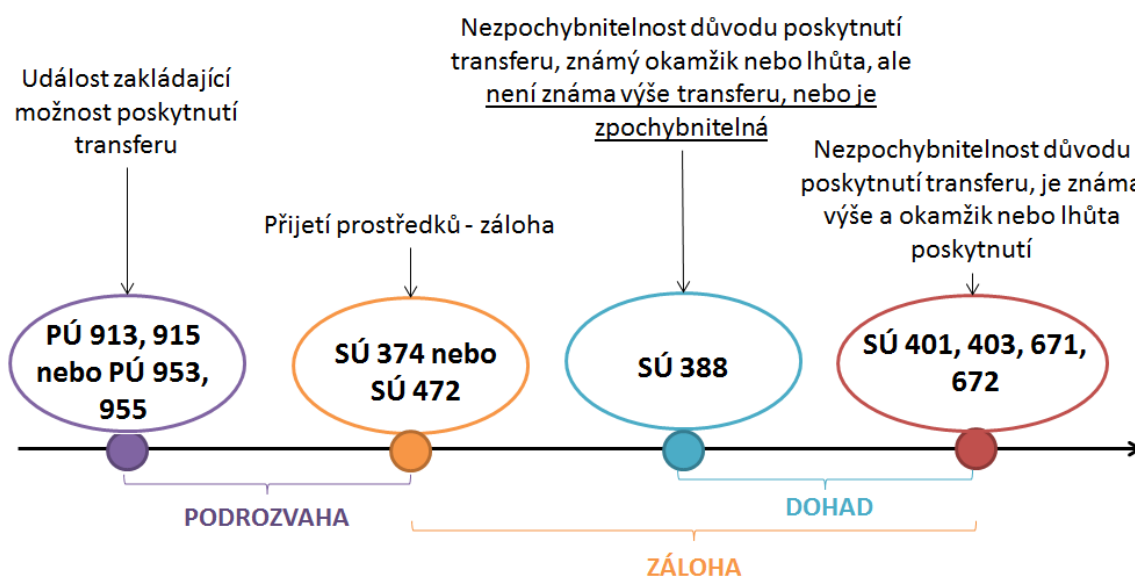 Událost zakládající
možnost poskytnutí
transferu
Přijetí prostředků - záloha
Nezpochybnitelnost důvodu poskytnutí
transferu, známý okamžik nebo lhůta, ale
není známa výše transferu, nebo je
zpochybnitelná
Nezpochybnitelnost důvodu
poskytnutí transferu, je známa
výše a okamžik nebo lhůta
poskytnutí
PÚ 913, 915
nebo PÚ 953,
955
SÚ 374 nebo
SÚ 472
SÚ 388
SÚ 401, 403, 671,
672
PODROZVAHA
DOHAD
ZÁLOHA